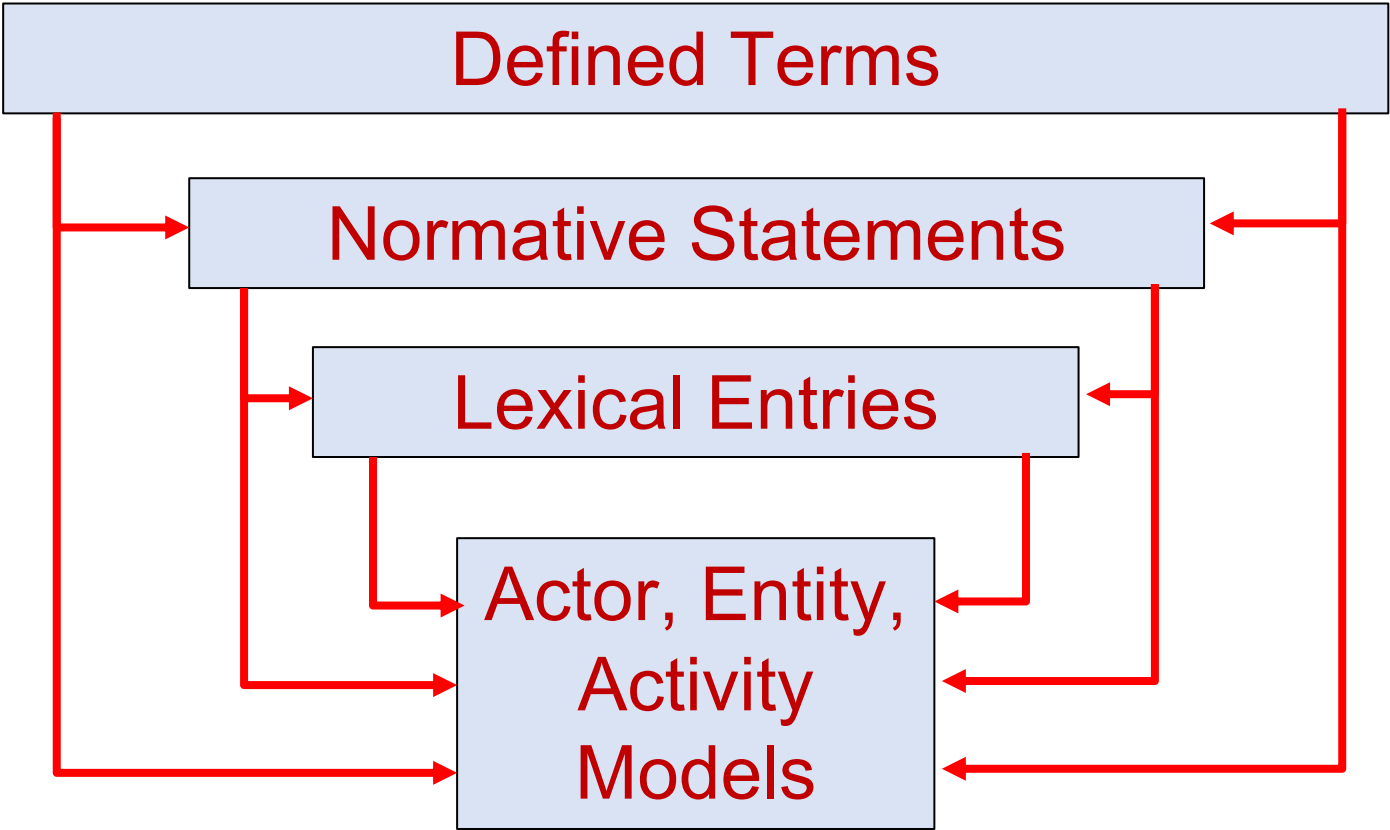 Defined Terms
Normative Statements
Lexical Entries
Actor, Entity,
Activity
Models